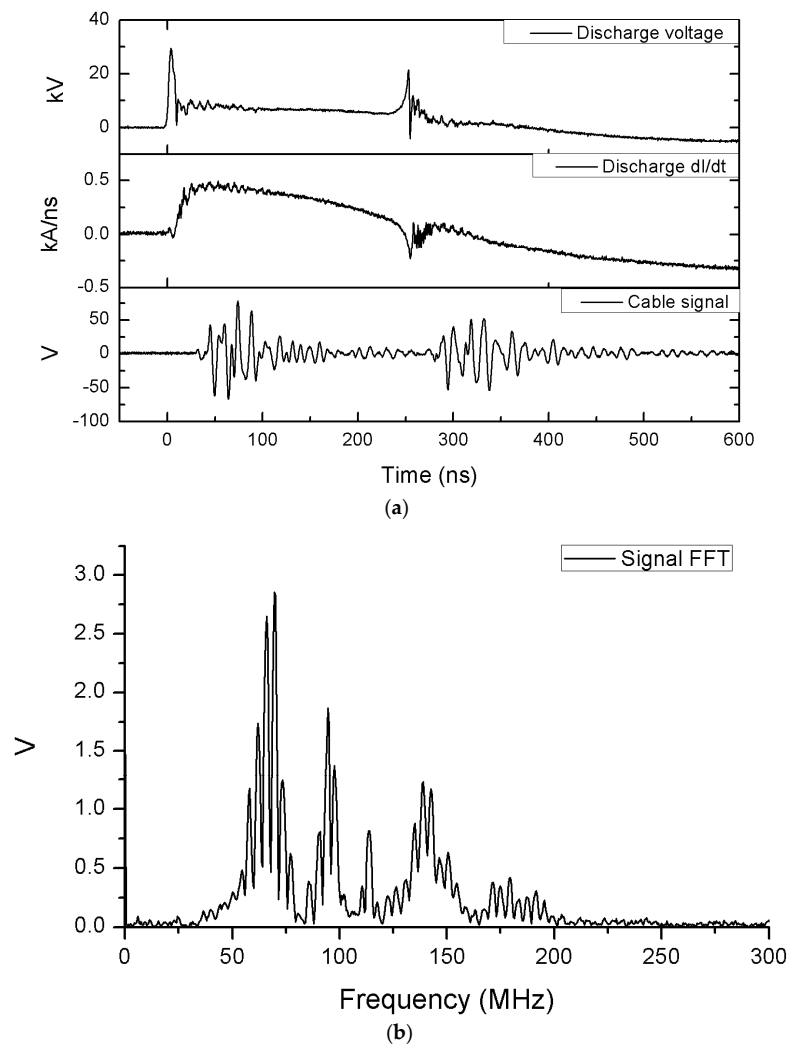 40
Discharge voltage
20
kV
0
Discharge dI/dt
0.5
kA/ns
0.0
-0.5
Cable signal
50
V
0
-50
-100
0 100 200 300 400 500 600
Time (ns)
(a)
3.0
Signal FFT
2.5
2.0
V
1.5
1.0
0.5
0.0
0 50 100 150 200 250 300
Frequency (MHz)
(b)